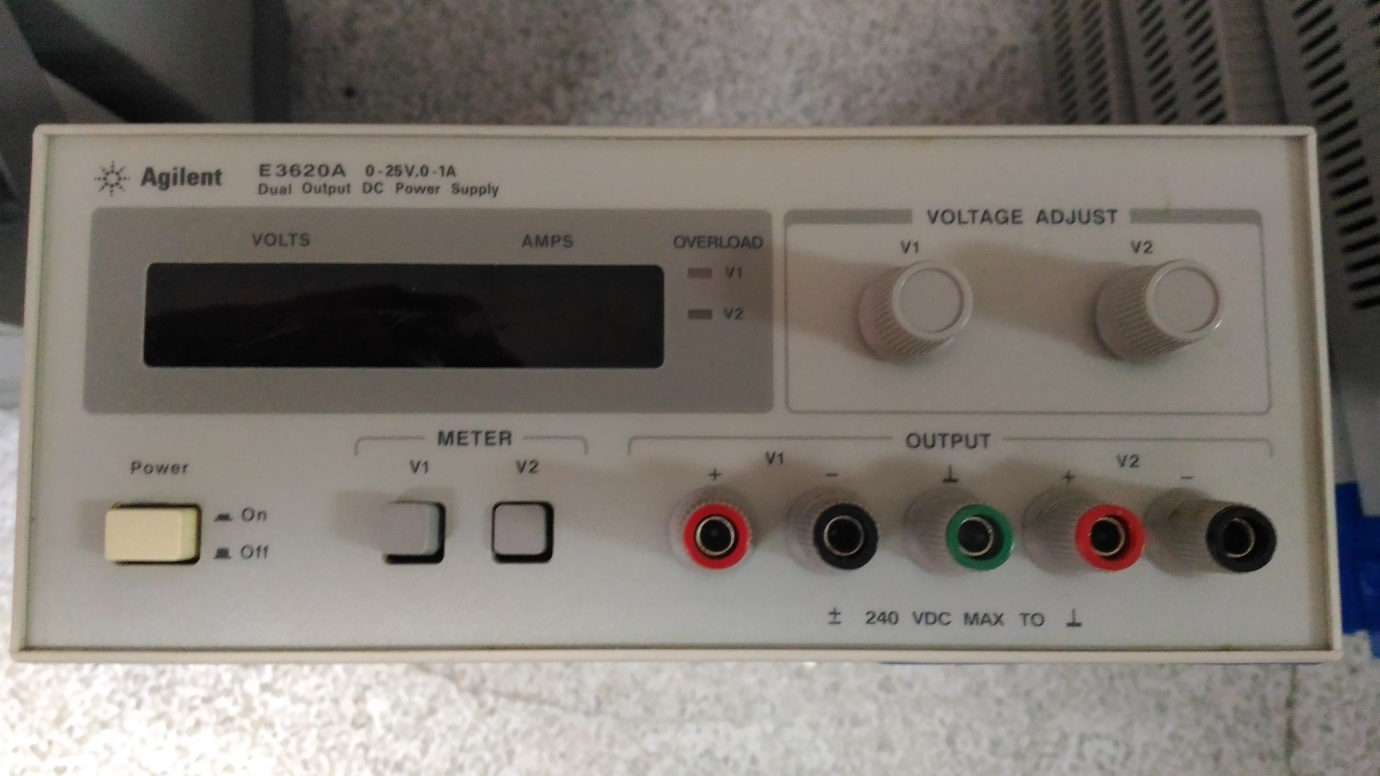 Agilent E3620A 0-25V,0-1A
Dual Output DC Power Supply
VOLTS AMPS OVERLOAD
V1
V2
VOLTAGE ADJUST
V1 V2
METER
V1 V2
Power
On
Off
OUTPUT
V1 V2
+ − ⊥ + −
± 240 VDC MAX TO ⊥